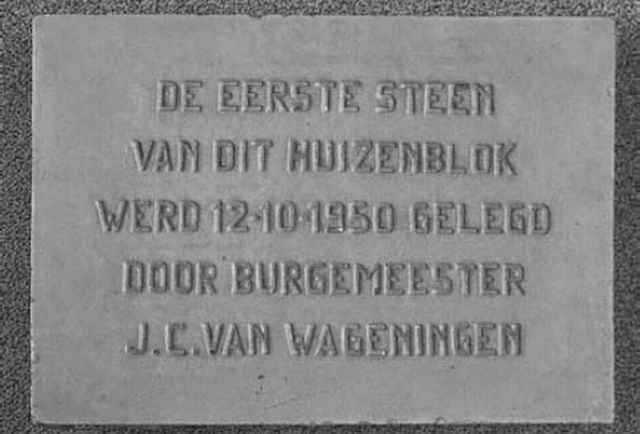 DE EERSTE STEEN
VAN DIT HUIZENBLOK
WERD 12-10-1950 GELEGD
DOOR BURGEMEESTER
J.C. VAN WAGENINGEN